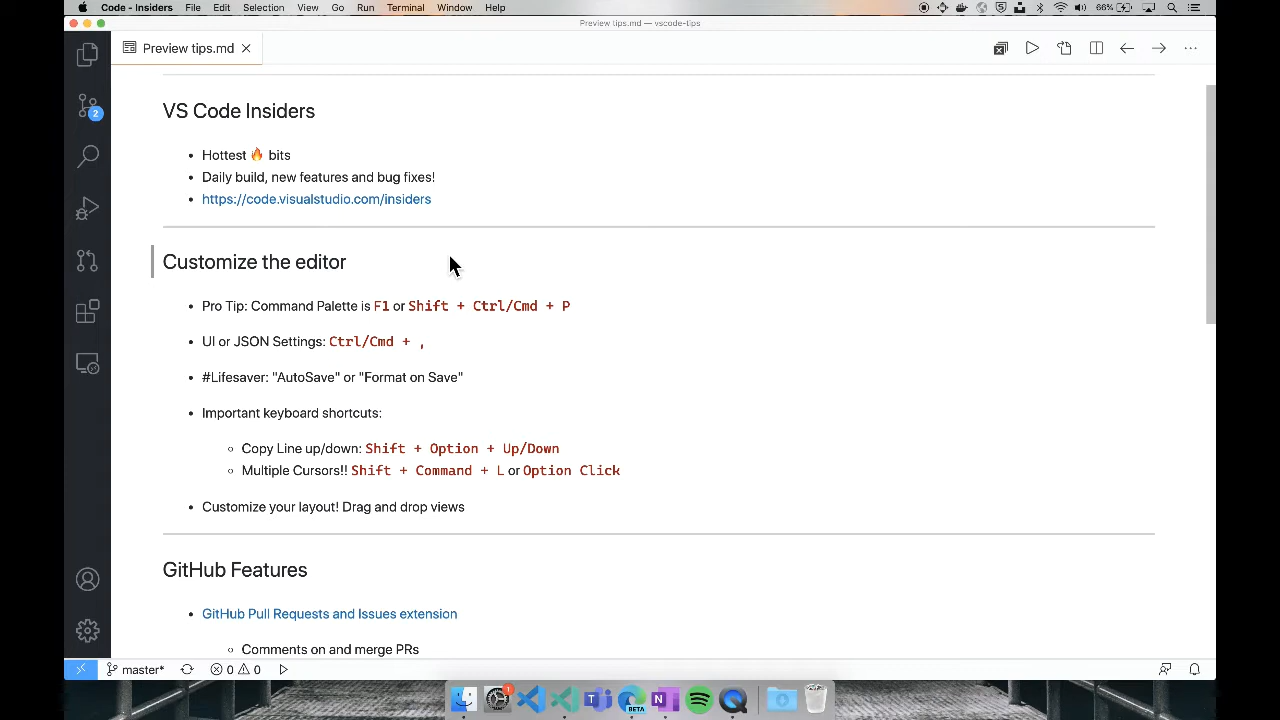 Code - Insiders File Edit Selection View Go Run Terminal Window Help 66%
Preview tips.md — vscode-tips
Preview tips.md
VS Code Insiders
• Hottest 🔥 bits
• Daily build, new features and bug fixes!
• https://code.visualstudio.com/insiders
2
Customize the editor
• Pro Tip: Command Palette is F1 or Shift + Ctrl/Cmd + P
• UI or JSON Settings: Ctrl/Cmd + ,
• #Lifesaver: "AutoSave" or "Format on Save"
• Important keyboard shortcuts:
◦ Copy Line up/down: Shift + Option + Up/Down
◦ Multiple Cursors!! Shift + Command + L or Option Click
• Customize your layout! Drag and drop views
GitHub Features
• GitHub Pull Requests and Issues extension
◦ Comments on and merge PRs
master* 0 0
1
BETA